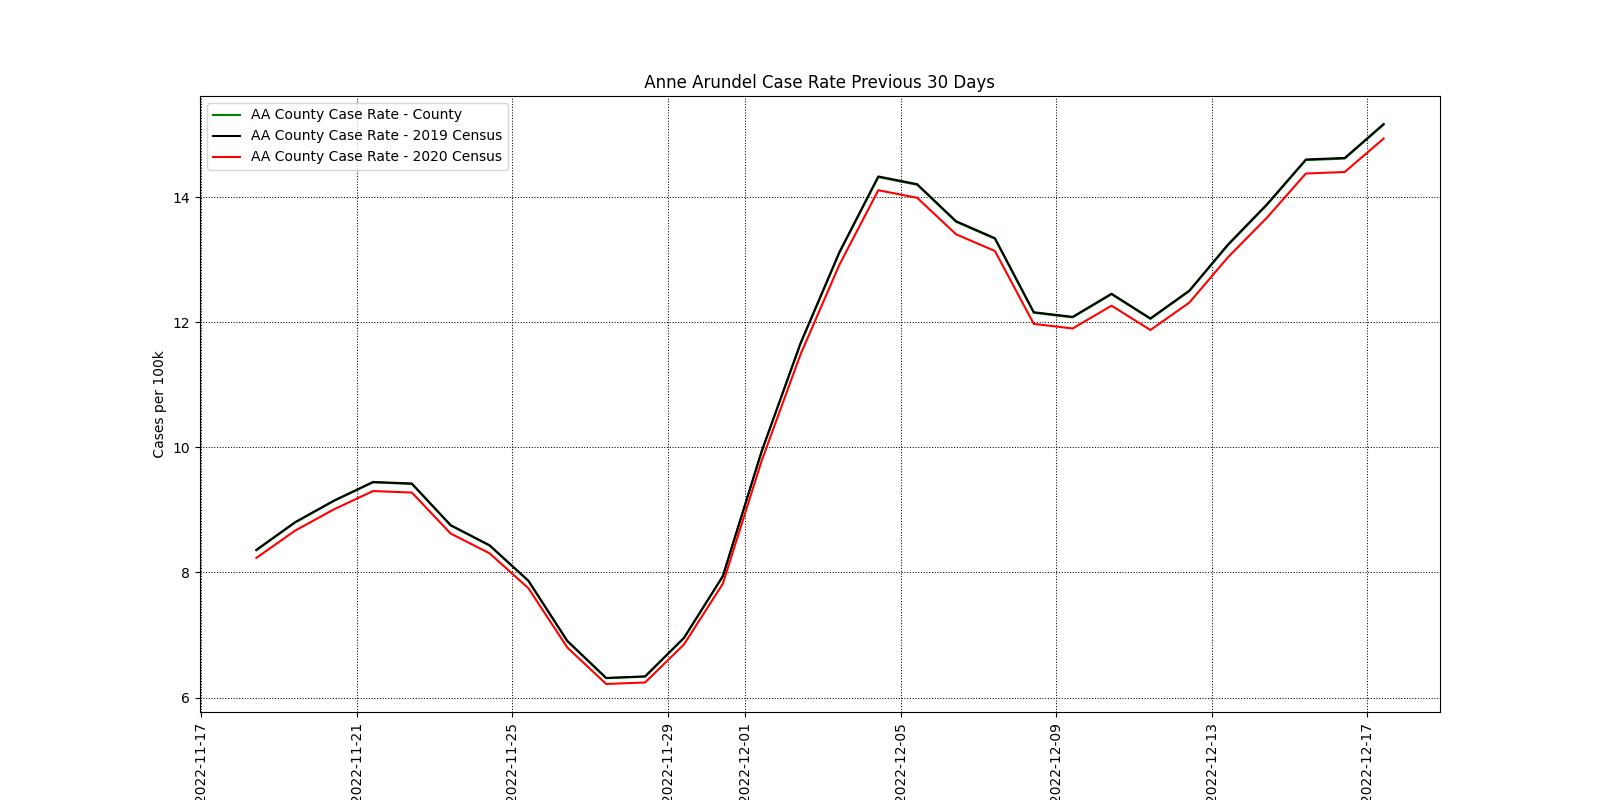 Anne Arundel Case Rate Previous 30 Days
AA County Case Rate - County
AA County Case Rate - 2019 Census
AA County Case Rate - 2020 Census
Cases per 100k
14
12
10
8
6
2022-11-17
2022-11-21
2022-11-25
2022-11-29
2022-12-01
2022-12-05
2022-12-09
2022-12-13
2022-12-17